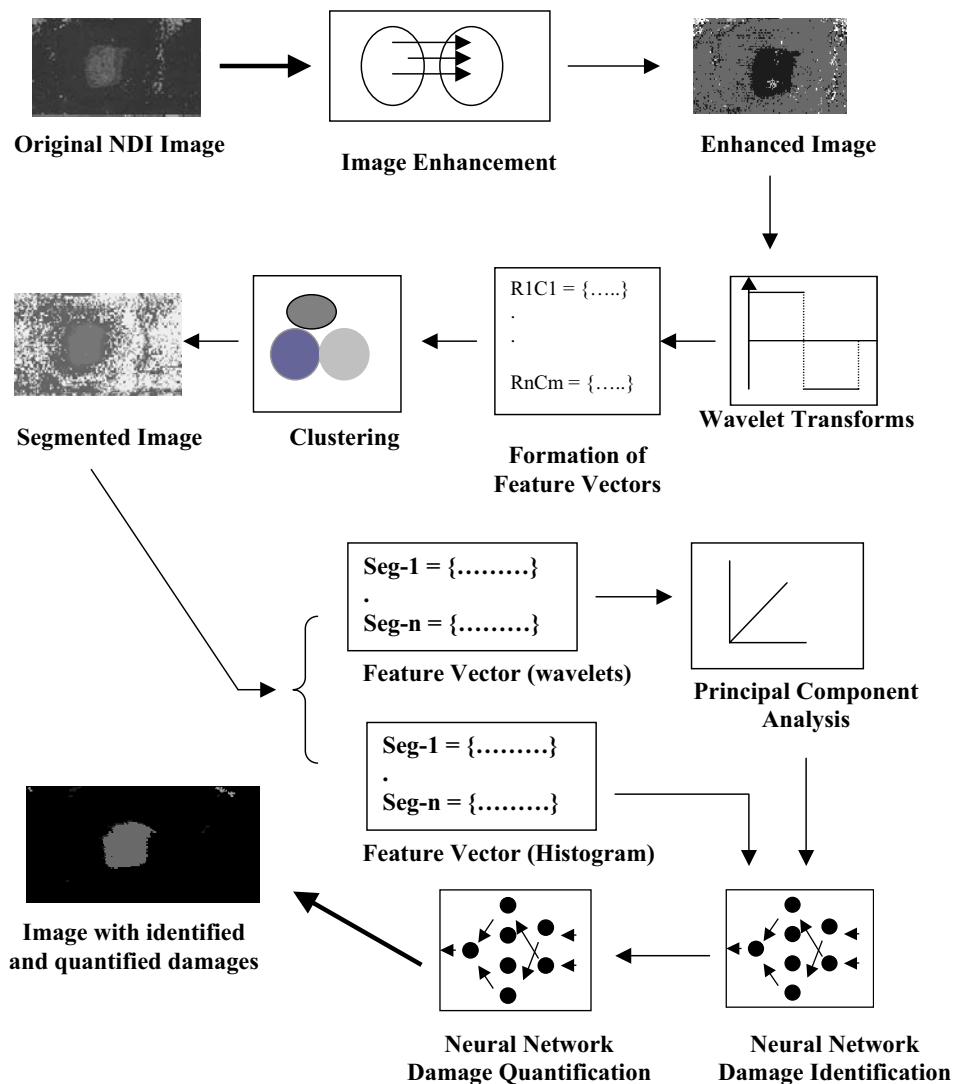 Original NDI Image
Image Enhancement
Enhanced Image
R1C1 = {…..}
.
.
RnCm = {…..}
Wavelet Transforms
Formation of
Feature Vectors
Clustering
Segmented Image
Seg-1 = {………}
.
Seg-n = {………}
Feature Vector (wavelets)
Principal Component
Analysis
Seg-1 = {………}
.
Seg-n = {………}
Feature Vector (Histogram)
Neural Network
Damage Identification
Neural Network
Damage Quantification
Image with identified
and quantified damages